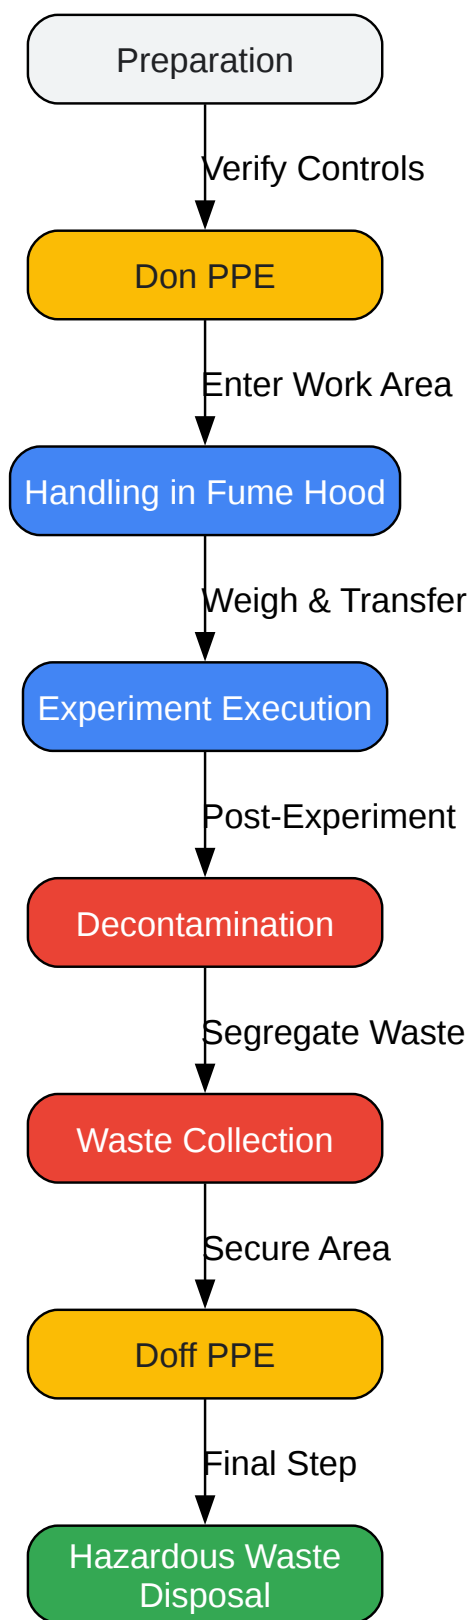 Preparation
Verify Controls
Don PPE
Enter Work Area
Handling in Fume Hood
Weigh & Transfer
Experiment Execution
Post-Experiment
Decontamination
Segregate Waste
Waste Collection
Secure Area
Doff PPE
Final Step
Hazardous Waste
Disposal